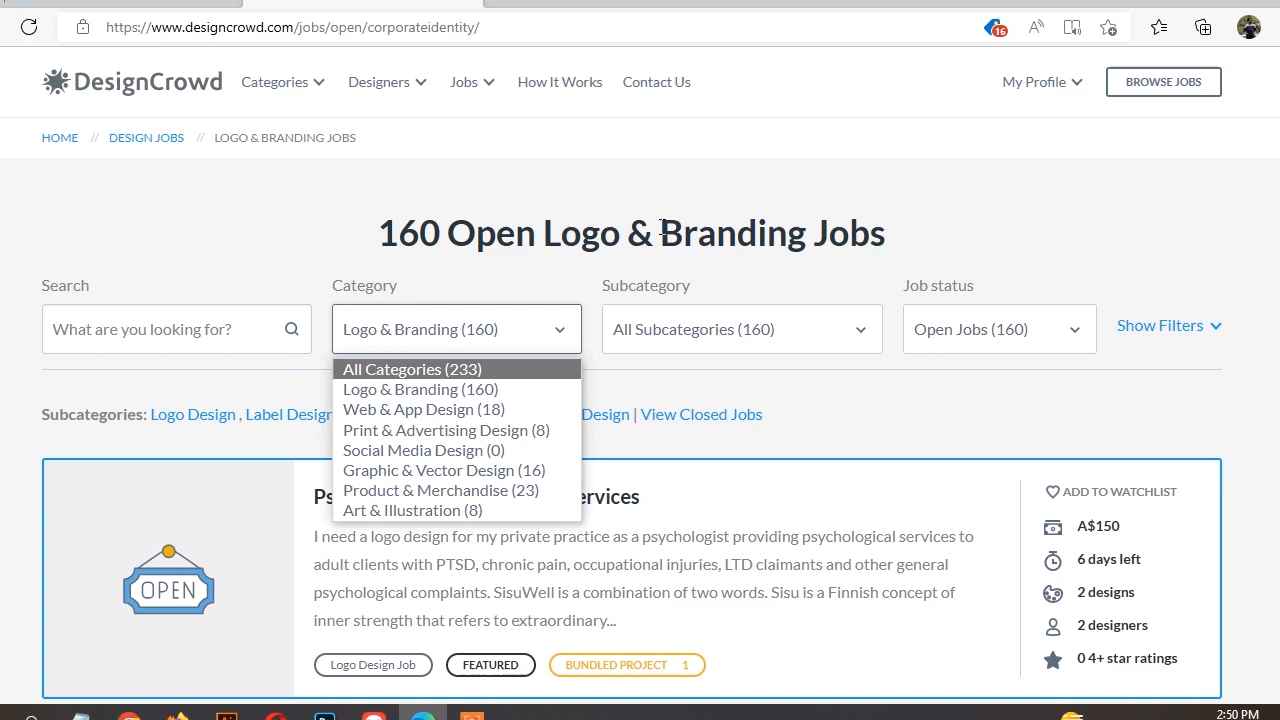 https://www.designcrowd.com/jobs/open/corporateidentity/
16
DesignCrowd Categories Designers Jobs How It Works Contact Us My Profile BROWSE JOBS
HOME // DESIGN JOBS // LOGO & BRANDING JOBS
160 Open Logo & Branding Jobs
Search Category Subcategory Job status
What are you looking for? Logo & Branding (160) All Subcategories (160) Open Jobs (160) Show Filters
All Categories (233)
Logo & Branding (160)
Web & App Design (18)
Print & Advertising Design (8)
Social Media Design (0)
Graphic & Vector Design (16)
Product & Merchandise (23)
Art & Illustration (8)
Subcategories: Logo Design , Label Design Design | View Closed Jobs
OPEN
I need a logo design for my private practice as a psychologist providing psychological services to
adult clients with PTSD, chronic pain, occupational injuries, LTD claimants and other general
psychological complaints. SisuWell is a combination of two words. Sisu is a Finnish concept of
inner strength that refers to extraordinary...
Logo Design Job FEATURED BUNDLED PROJECT 1
ADD TO WATCHLIST
A$150
6 days left
2 designs
2 designers
0 4+ star ratings
2:50 PM